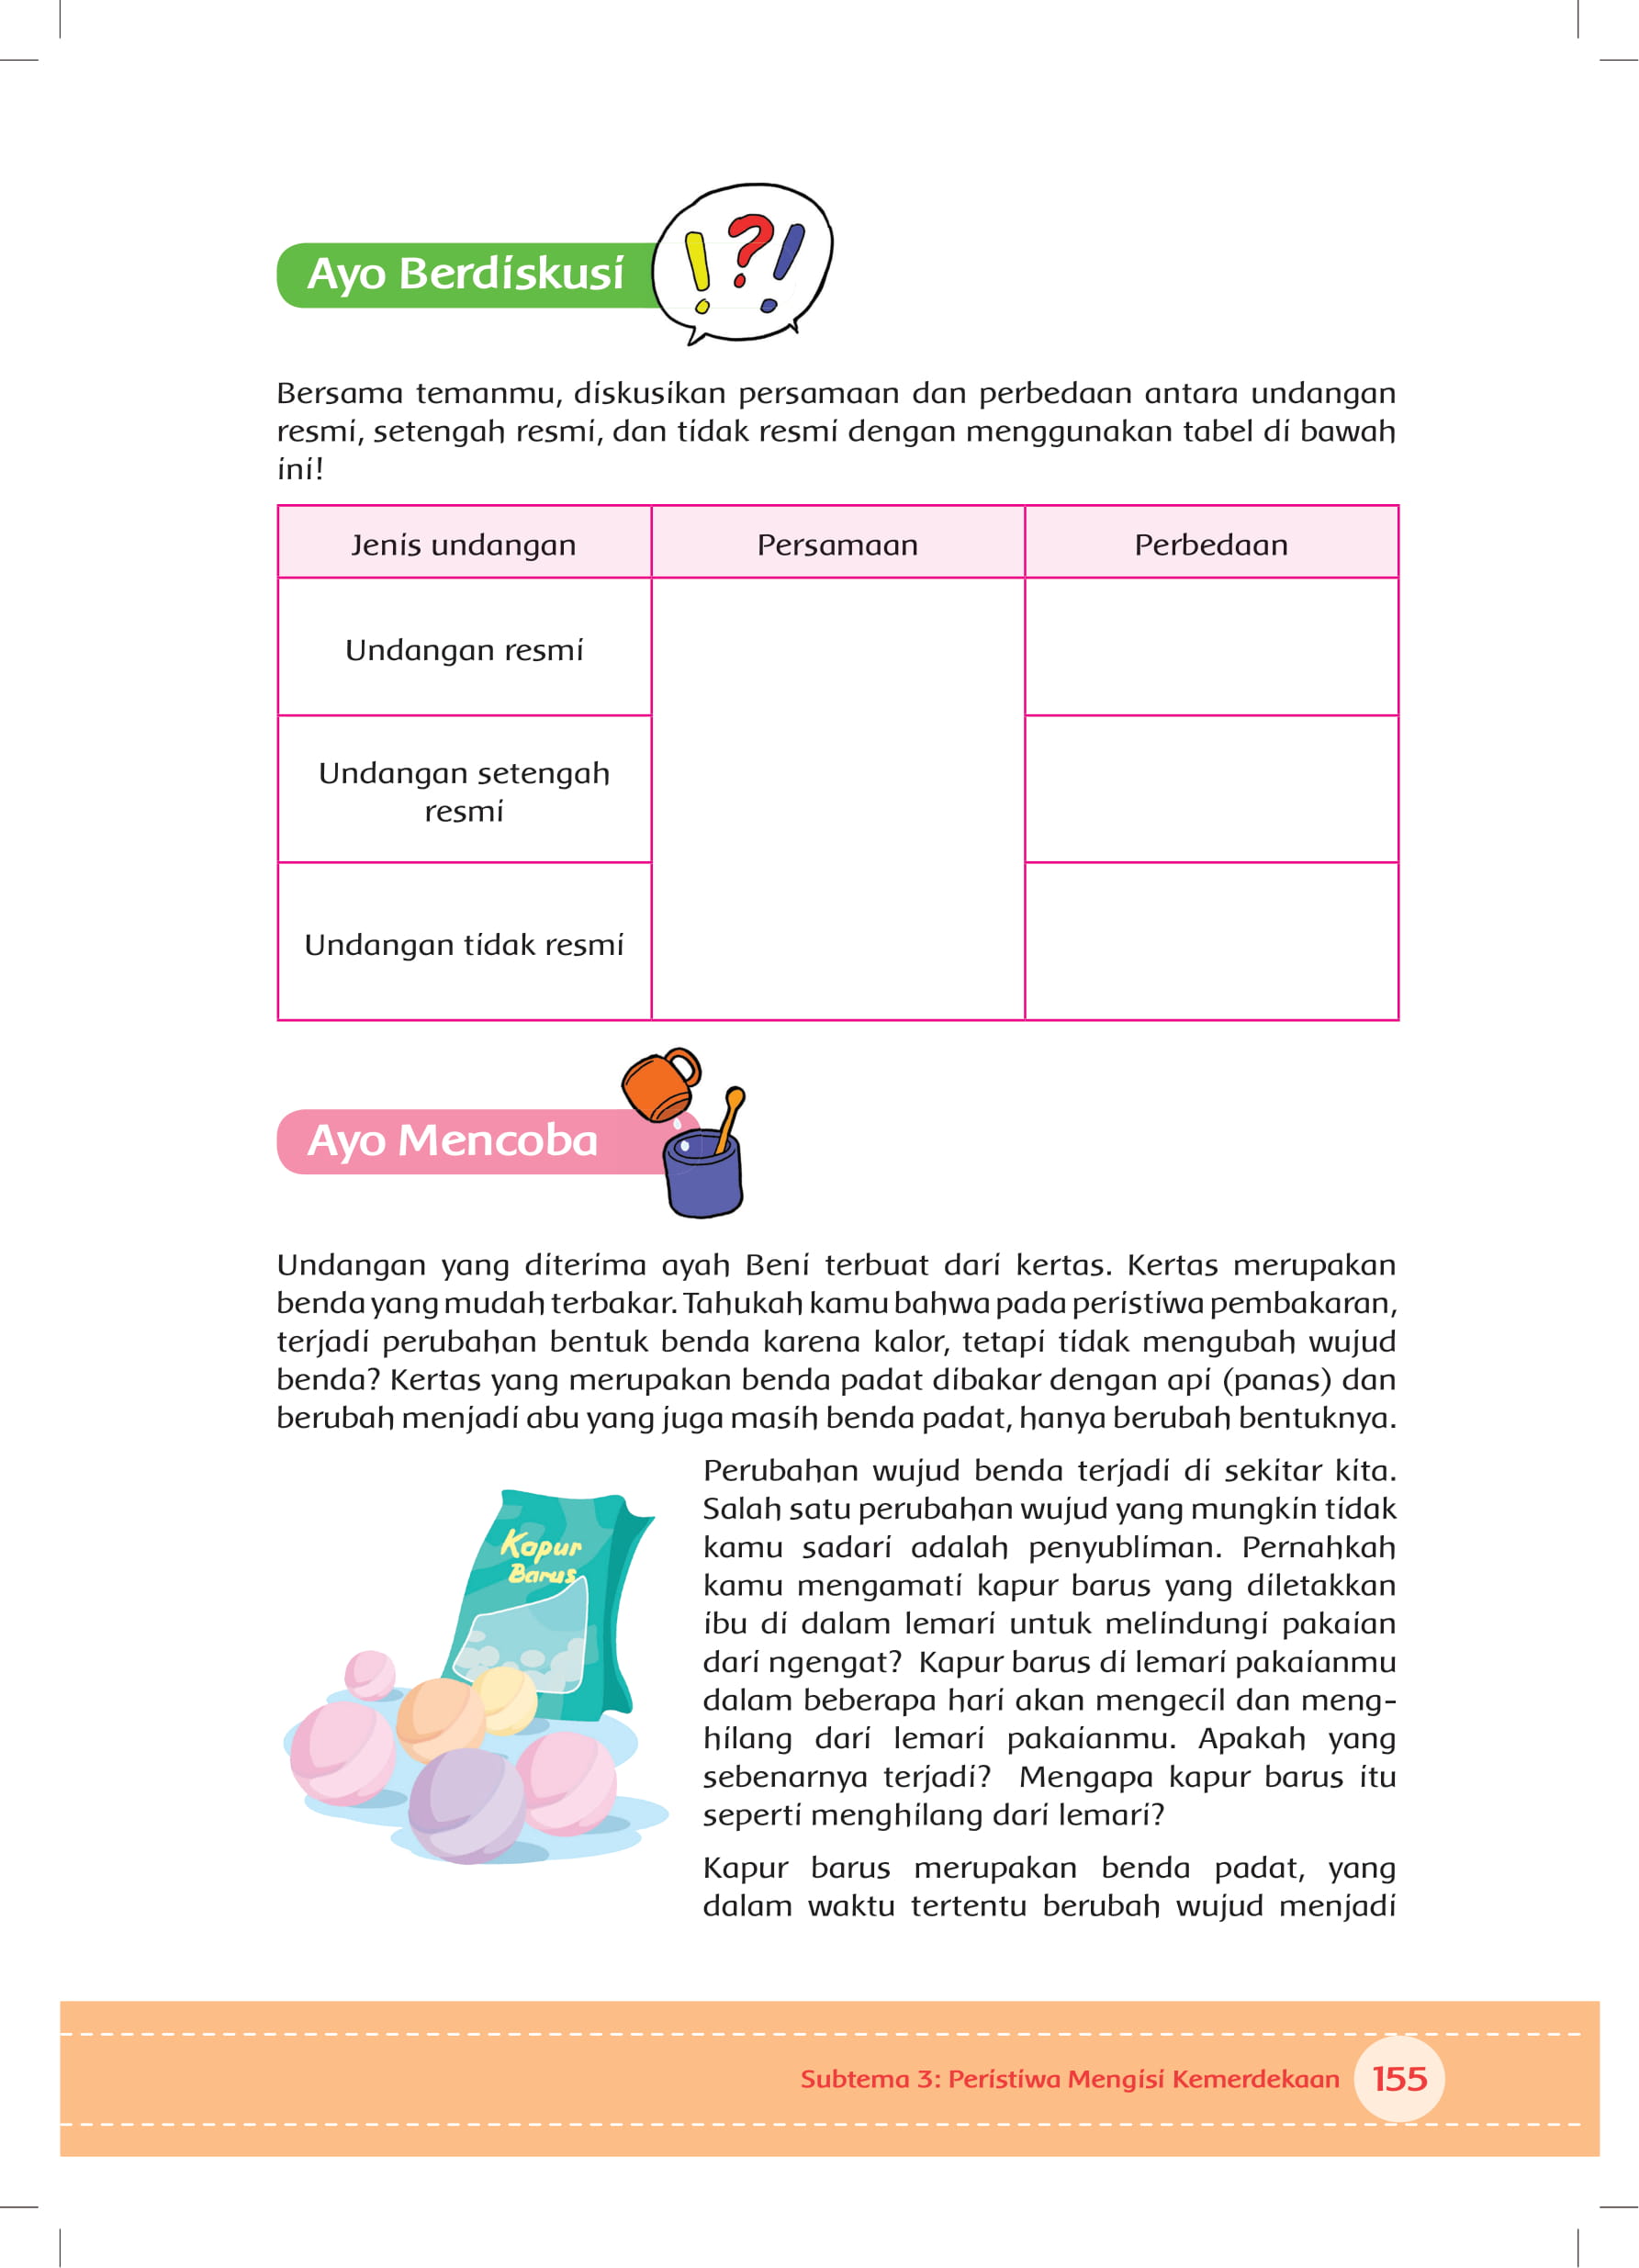 Ayo Berdiskusi
Bersama temanmu, diskusikan persamaan dan perbedaan antara undangan
resmi, setengah resmi, dan tidak resmi dengan menggunakan tabel di bawah
ini!
Jenis undangan Persamaan Perbedaan
Undangan resmi
Undangan setengah
resmi
Undangan tidak resmi
Ayo Mencoba
Undangan yang diterima ayah Beni terbuat dari kertas. Kertas merupakan
benda yang mudah terbakar. Tahukah kamu bahwa pada peristiwa pembakaran,
terjadi perubahan bentuk benda karena kalor, tetapi tidak mengubah wujud
benda? Kertas yang merupakan benda padat dibakar dengan api (panas) dan
berubah menjadi abu yang juga masih benda padat, hanya berubah bentuknya.
Kapur
Barus
Perubahan wujud benda terjadi di sekitar kita.
Salah satu perubahan wujud yang mungkin tidak
kamu sadari adalah penyubliman. Pernahkah
kamu mengamati kapur barus yang diletakkan
ibu di dalam lemari untuk melindungi pakaian
dari ngengat? Kapur barus di lemari pakaianmu
dalam beberapa hari akan mengecil dan meng-
hilang dari lemari pakaianmu. Apakah yang
sebenarnya terjadi? Mengapa kapur barus itu
seperti menghilang dari lemari?
Kapur barus merupakan benda padat, yang
dalam waktu tertentu berubah wujud menjadi
Subtema 3: Peristiwa Mengisi Kemerdekaan 155